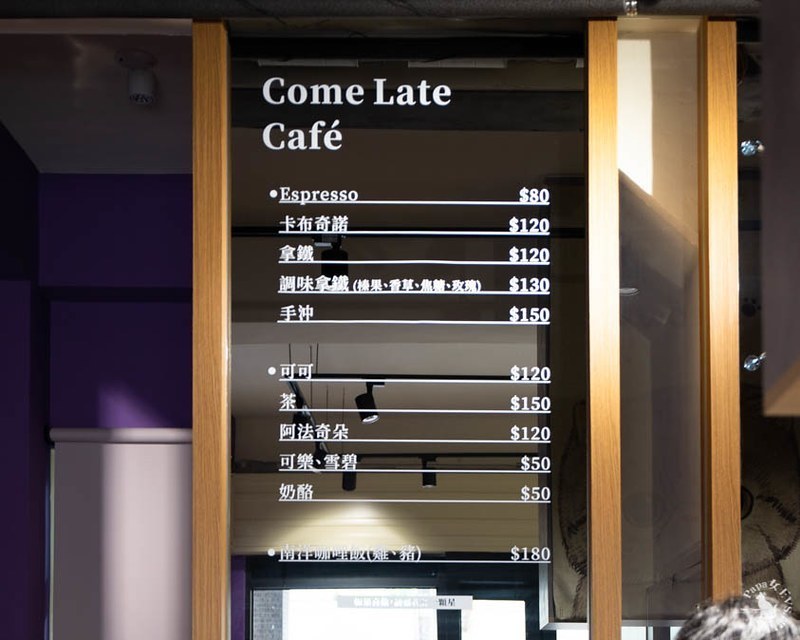 Come Late
Café
•Espresso $80
卡布奇諾 $120
拿鐵 $120
調味拿鐵 (榛果、香草、焦糖、玫瑰) $130
手沖 $150
•可可 $120
茶 $150
阿法奇朵 $120
可樂、雪碧 $50
奶酪 $50
•南洋咖哩飯(雞、豬) $180